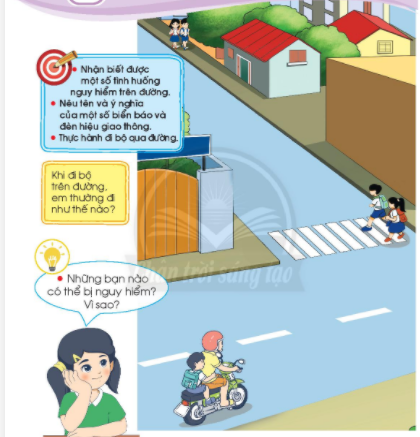 Nhận biết được
một số tình huống
nguy hiểm trên đường.
Nêu tên và ý nghĩa
của một số biển báo và
đèn hiệu giao thông.
Thực hành đi bộ qua đường.
Khi đi bộ
trên đường,
em thường đi
như thế nào?
Chân trời sáng tạo
Những bạn nào
có thể bị nguy hiểm?
Vì sao?